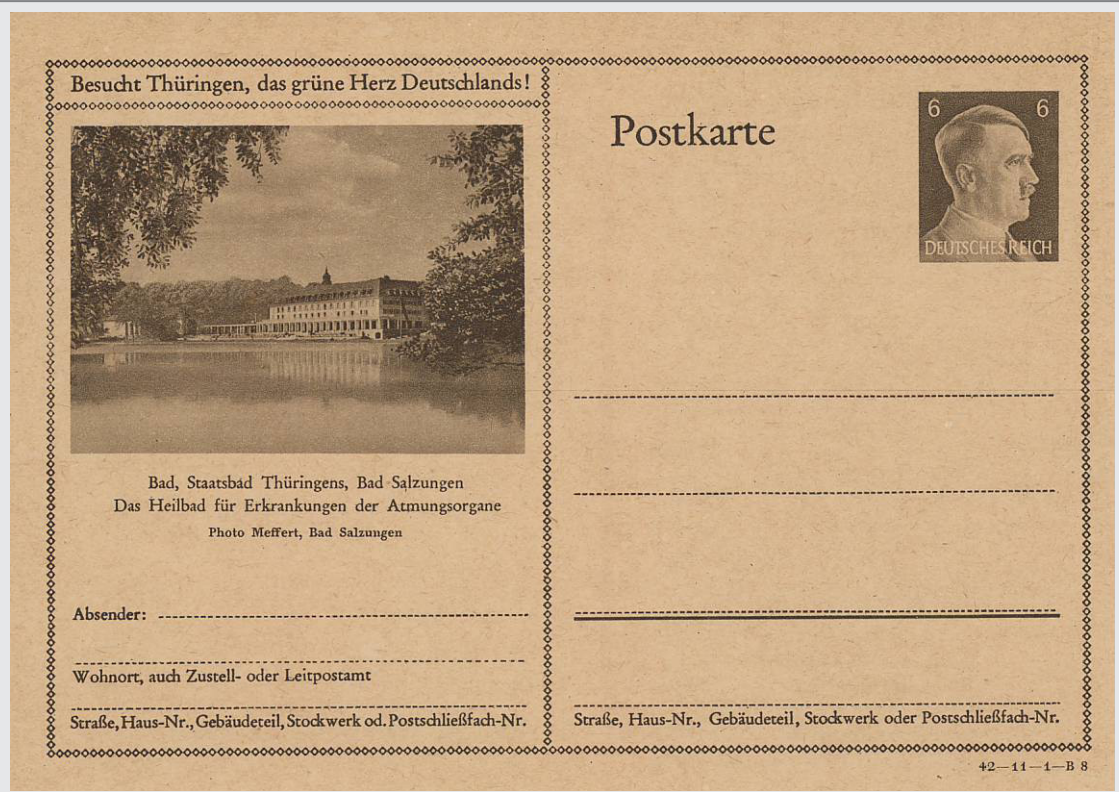 Besucht Thüringen, das grüne Herz Deutschlands!
Bad, Staatsbad Thüringens, Bad Salzungen
Das Heilbad für Erkrankungen der Atmungsorgane
Photo Meffert, Bad Salzungen
Absender:
Wohnort, auch Zustell- oder Leitpostamt
Straße, Haus-Nr., Gebäudeteil, Stockwerk od. Postschließfach-Nr.
Postkarte
6 6
DEUTSCHES REICH
Straße, Haus-Nr., Gebäudeteil, Stockwerk oder Postschließfach-Nr.
42—11—1—B 8